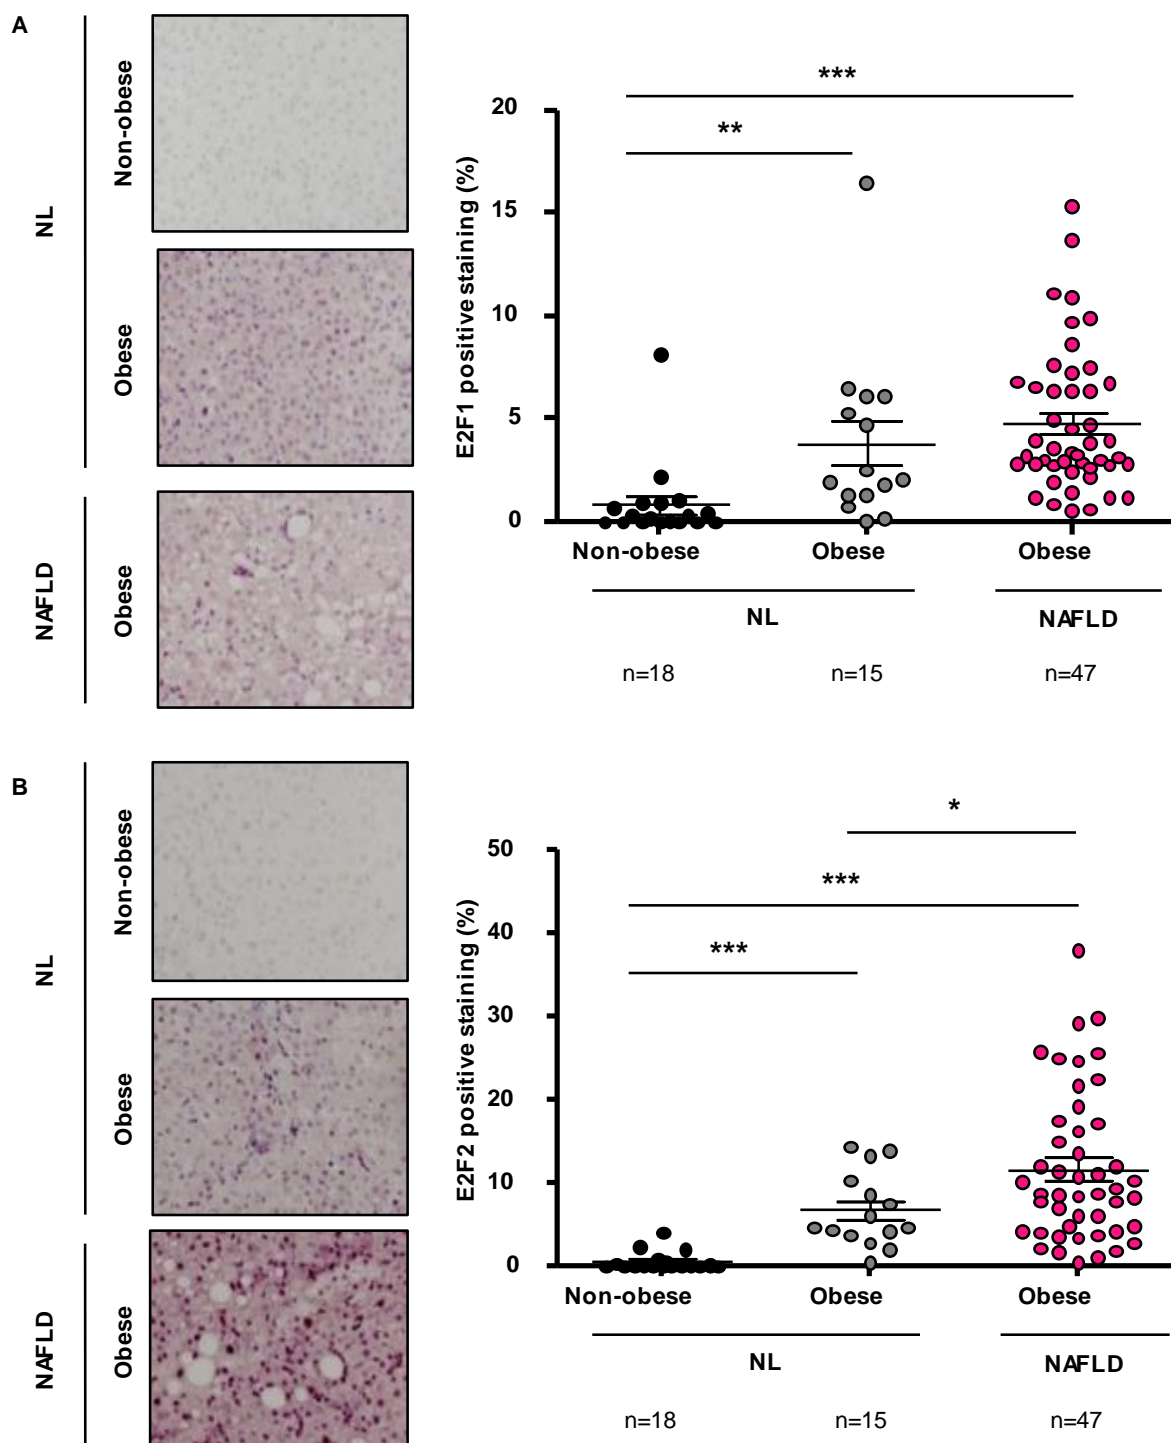 A
NL
Non-obese
Obese
NAFLD
Obese
E2F1 positive staining (%)
20
15
10
5
0
***
**
Non-obese
Obese
Obese
NL
NAFLD
n=18
n=15
n=47
B
NL
Non-obese
Obese
NAFLD
Obese
E2F2 positive staining (%)
50
40
30
20
10
0
*
***
***
Non-obese
Obese
Obese
NL
NAFLD
n=18
n=15
n=47